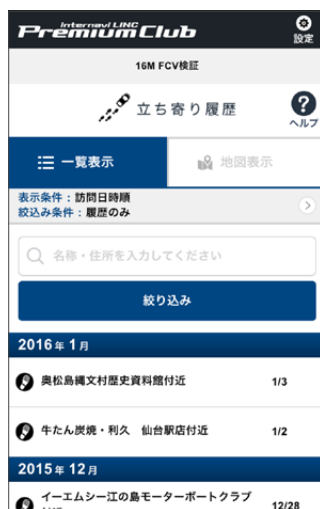 internavi LINC
Premium Club
設定
16M FCV検証
立ち寄り履歴
?
ヘルプ
一覧表示
地図表示
表示条件：訪問日時順
絞込み条件：履歴のみ
名称・住所を入力してください
絞り込み
2016年 1月
奥松島縄文村歴史資料館付近 1/3
牛たん炭焼・利久 仙台駅店付近 1/2
2015年 12月
イーエムシー江の島モーターボートクラブ
12/28